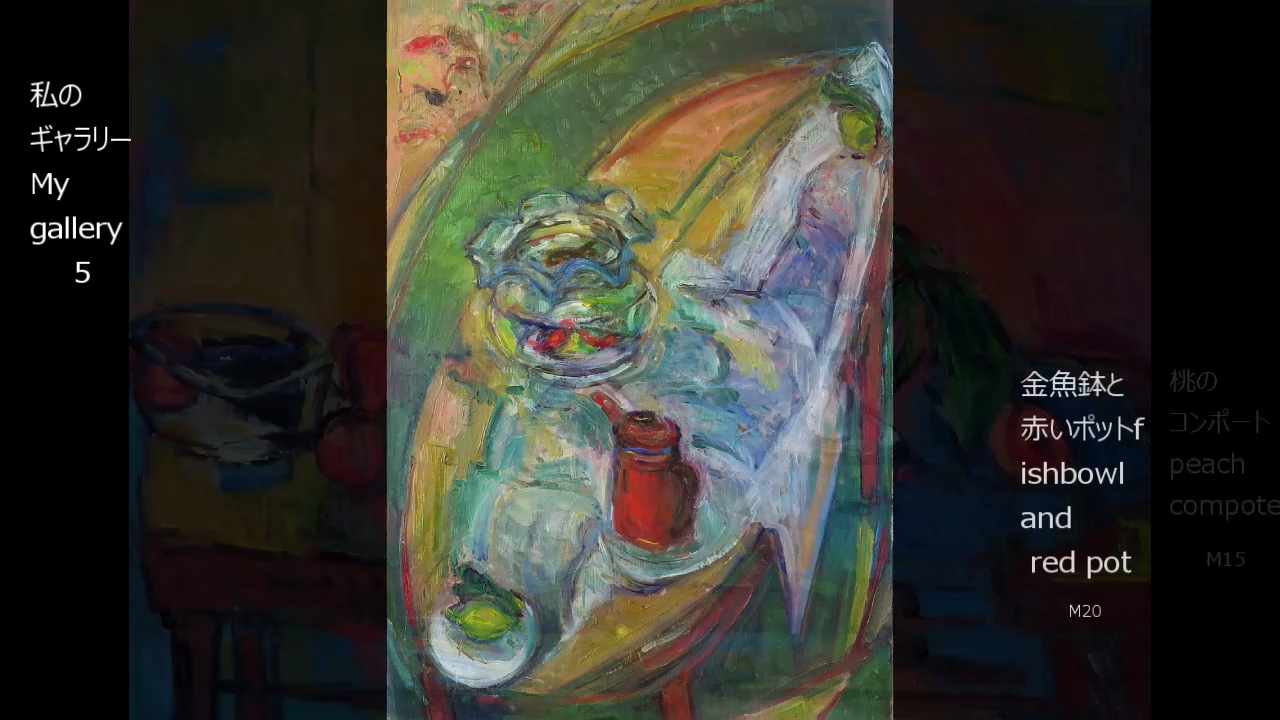 私の
ギャラリー
My
gallery
5
金魚鉢と
赤いポットf
ishbowl
and
red pot
M20
桃の
コンポート
peach
compote
M15